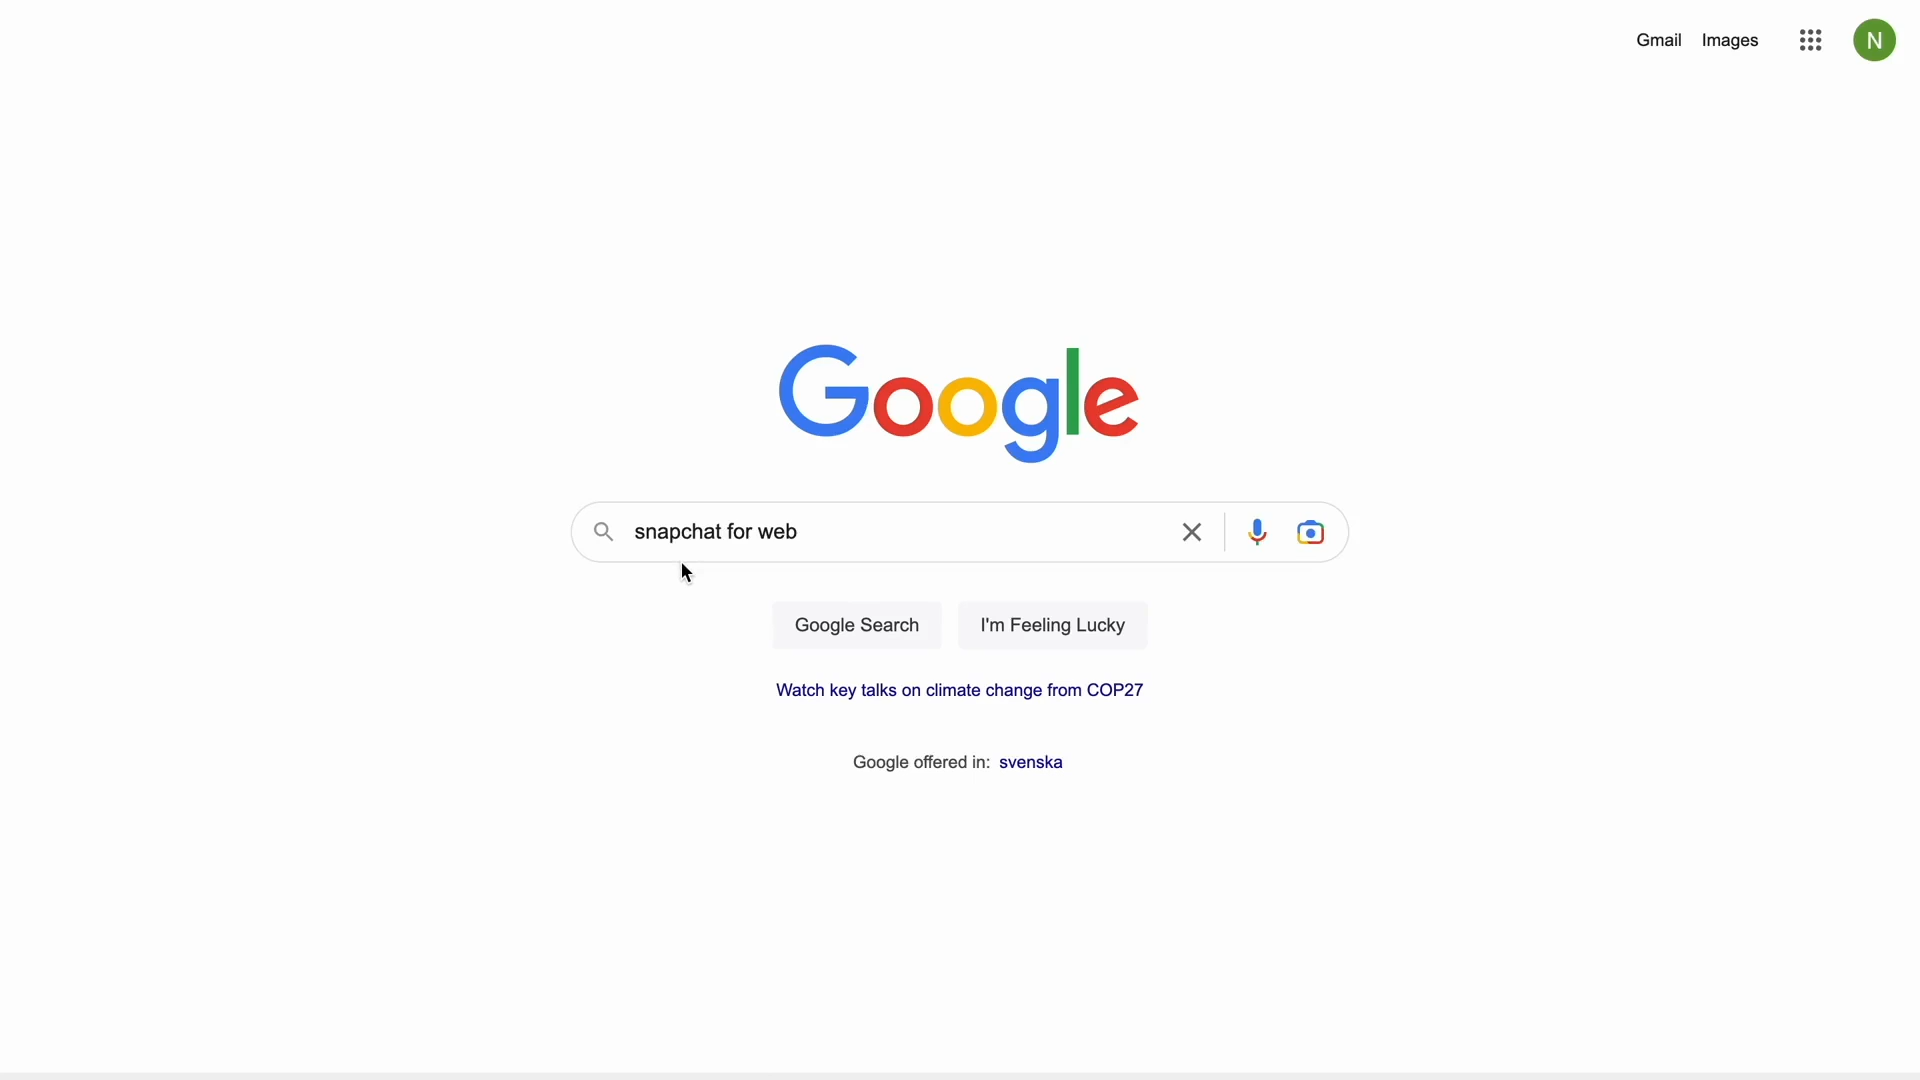 Gmail Images
N
Google
snapchat for web
Google Search I'm Feeling Lucky
Watch key talks on climate change from COP27
Google offered in: svenska